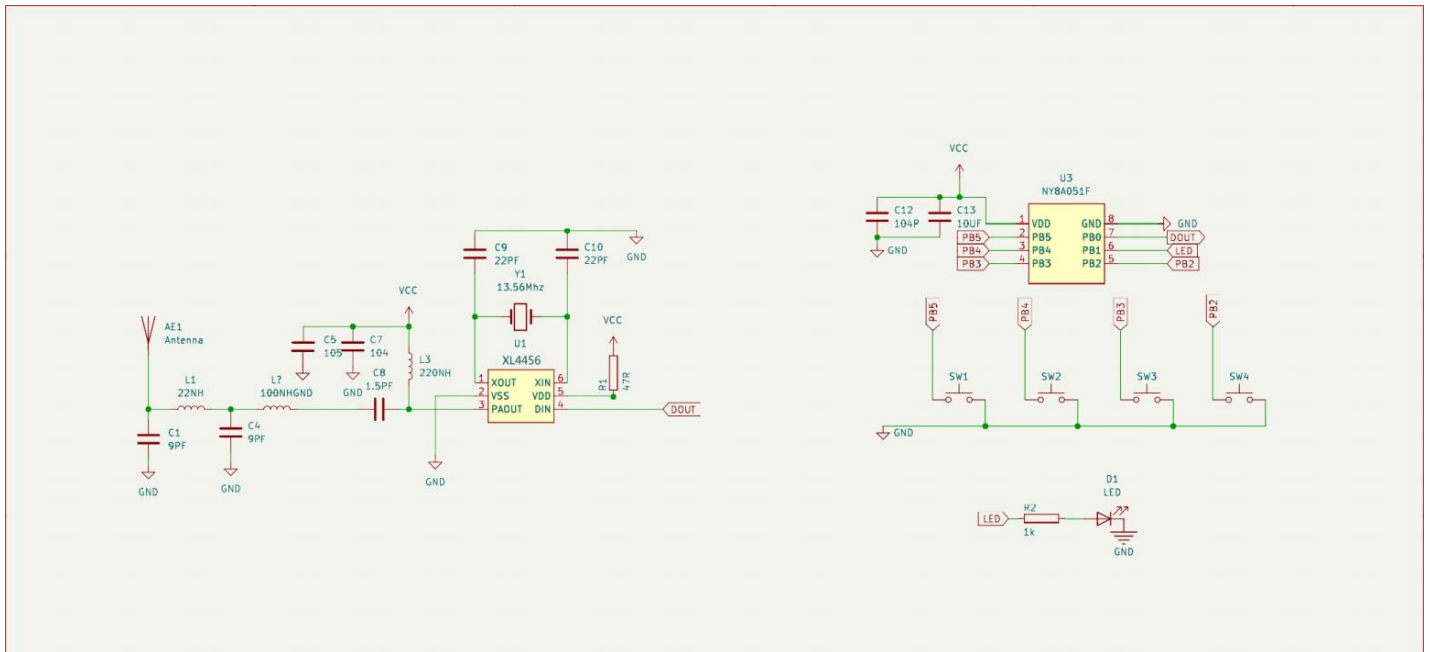 VCC
U3
NY8A051F
C12
104P
C13
10UF
GND
1 VDD GND 8
GND
PB5 2 PB5 PB0 7 DOUT
PB4 3 PB4 PB1 6 LED
PB3 4 PB3 PB2 5 PB2
C9
22PF
C10
22PF
GND
Y1
13.56Mhz
VCC
AE1
Antenna
C5
105
C7
104
L3
220NH
VCC
U1
XL4456
R1
47R
L1
22NH
L?
100NH
GND
GND
C8
1.5PF
1 XOUT XIN 6
2 VSS VDD 5
3 PAOUT DIN 4
DOUT
C1
9PF
C4
9PF
GND
GND
GND
PB5
PB4
PB3
PB2
SW1
SW2
SW3
SW4
GND
D1
LED
LED
R2
1k
GND